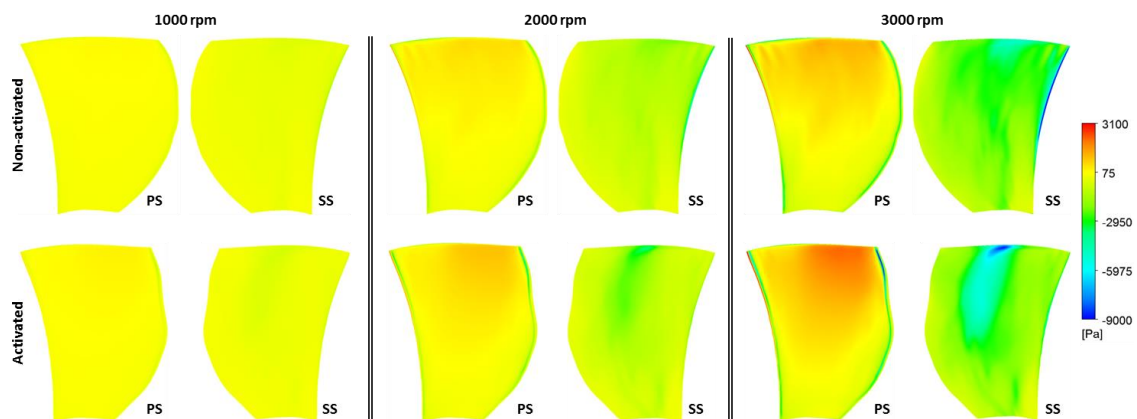 1000 rpm
2000 rpm
3000 rpm
Non-activated
PS
SS
PS
SS
PS
SS
3100
75
-2950
-5975
-9000
[Pa]
Activated
PS
SS
PS
SS
PS
SS